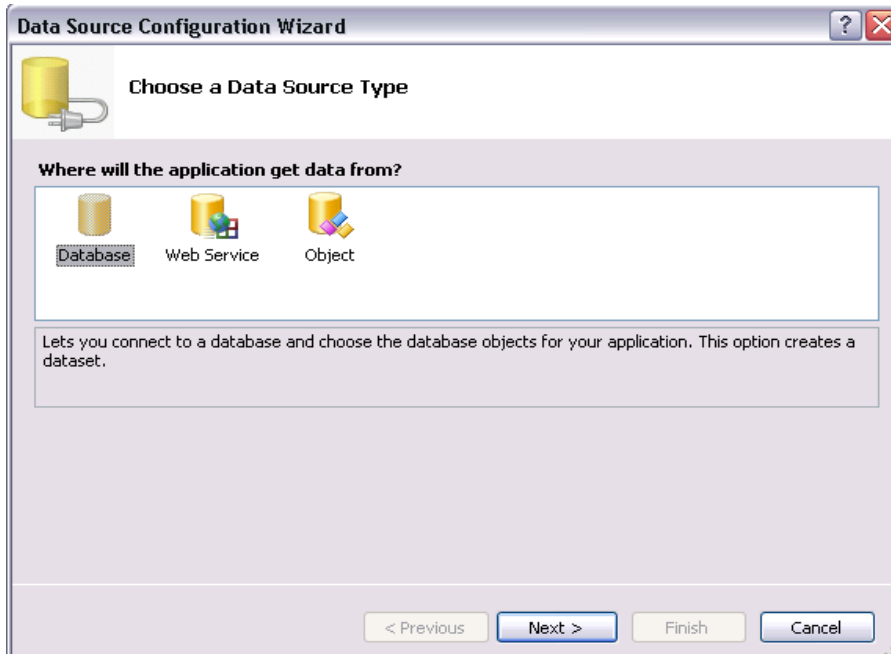 Data Source Configuration Wizard
?
Choose a Data Source Type
Where will the application get data from?
Database
Web Service
Object
Lets you connect to a database and choose the database objects for your application. This option creates a
dataset.
< Previous
Next >
Finish
Cancel